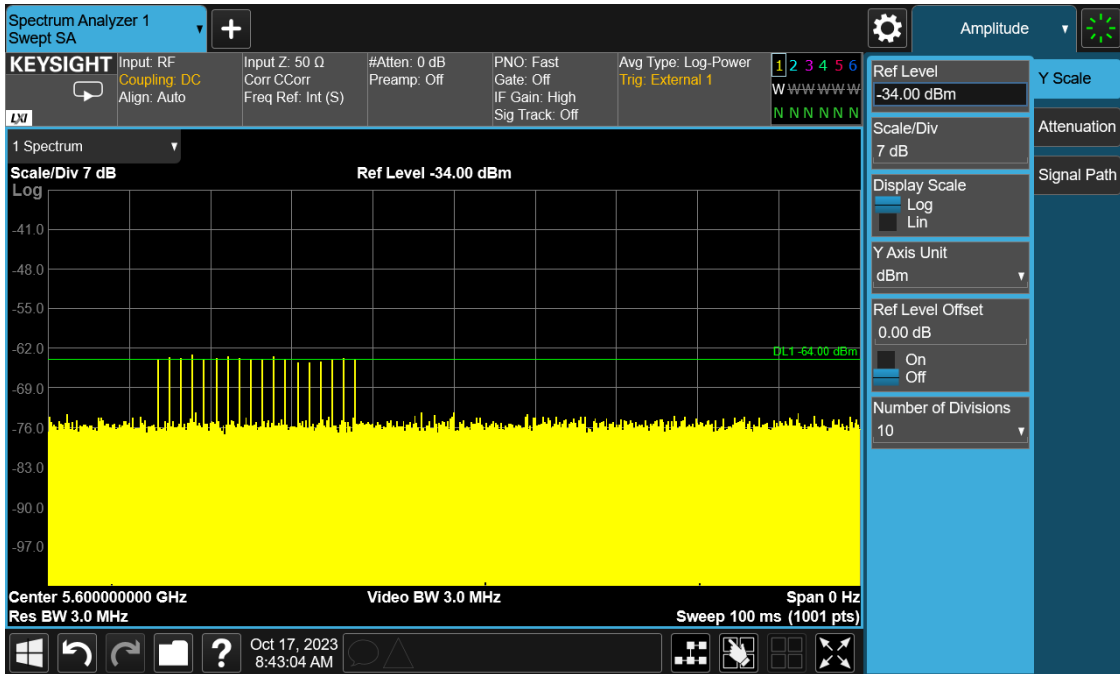 Spectrum Analyzer 1
Swept SA
+
Amplitude
KEYSIGHT
LXI
Input: RF
Coupling: DC
Align: Auto
Input Z: 50 Ω
Corr CCorr
Freq Ref: Int (S)
#Atten: 0 dB
Preamp: Off
PNO: Fast
Gate: Off
IF Gain: High
Sig Track: Off
Avg Type: Log-Power
Trig: External 1
1 2 3 4 5 6
W W W W W W
N N N N N N
1 Spectrum
Scale/Div 7 dB
Ref Level -34.00 dBm
Log
-41.0
-48.0
-55.0
-62.0
DL1 -64.00 dBm
-69.0
-76.0
-83.0
-90.0
-97.0
Center 5.600000000 GHz
Video BW 3.0 MHz
Span 0 Hz
Res BW 3.0 MHz
Sweep 100 ms (1001 pts)
?
Oct 17, 2023
8:43:04 AM
Ref Level
-34.00 dBm
Scale/Div
7 dB
Display Scale
Log
Lin
Y Axis Unit
dBm
Ref Level Offset
0.00 dB
On
Off
Number of Divisions
10
Y Scale
Attenuation
Signal Path